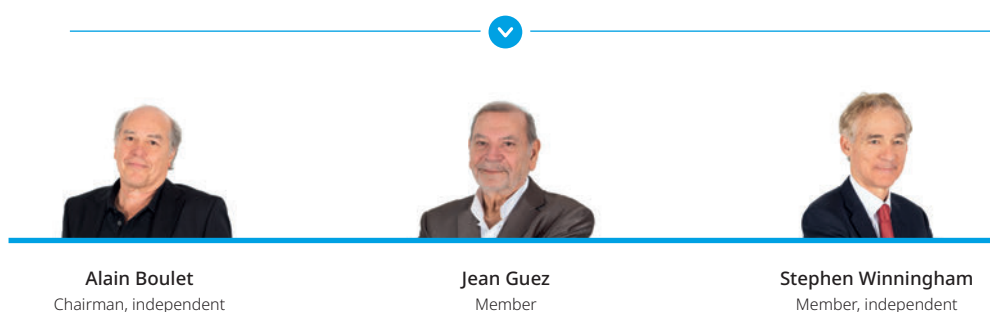 Alain Boulet
Chairman, independent
Jean Guez
Member
Stephen Winningham
Member, independent